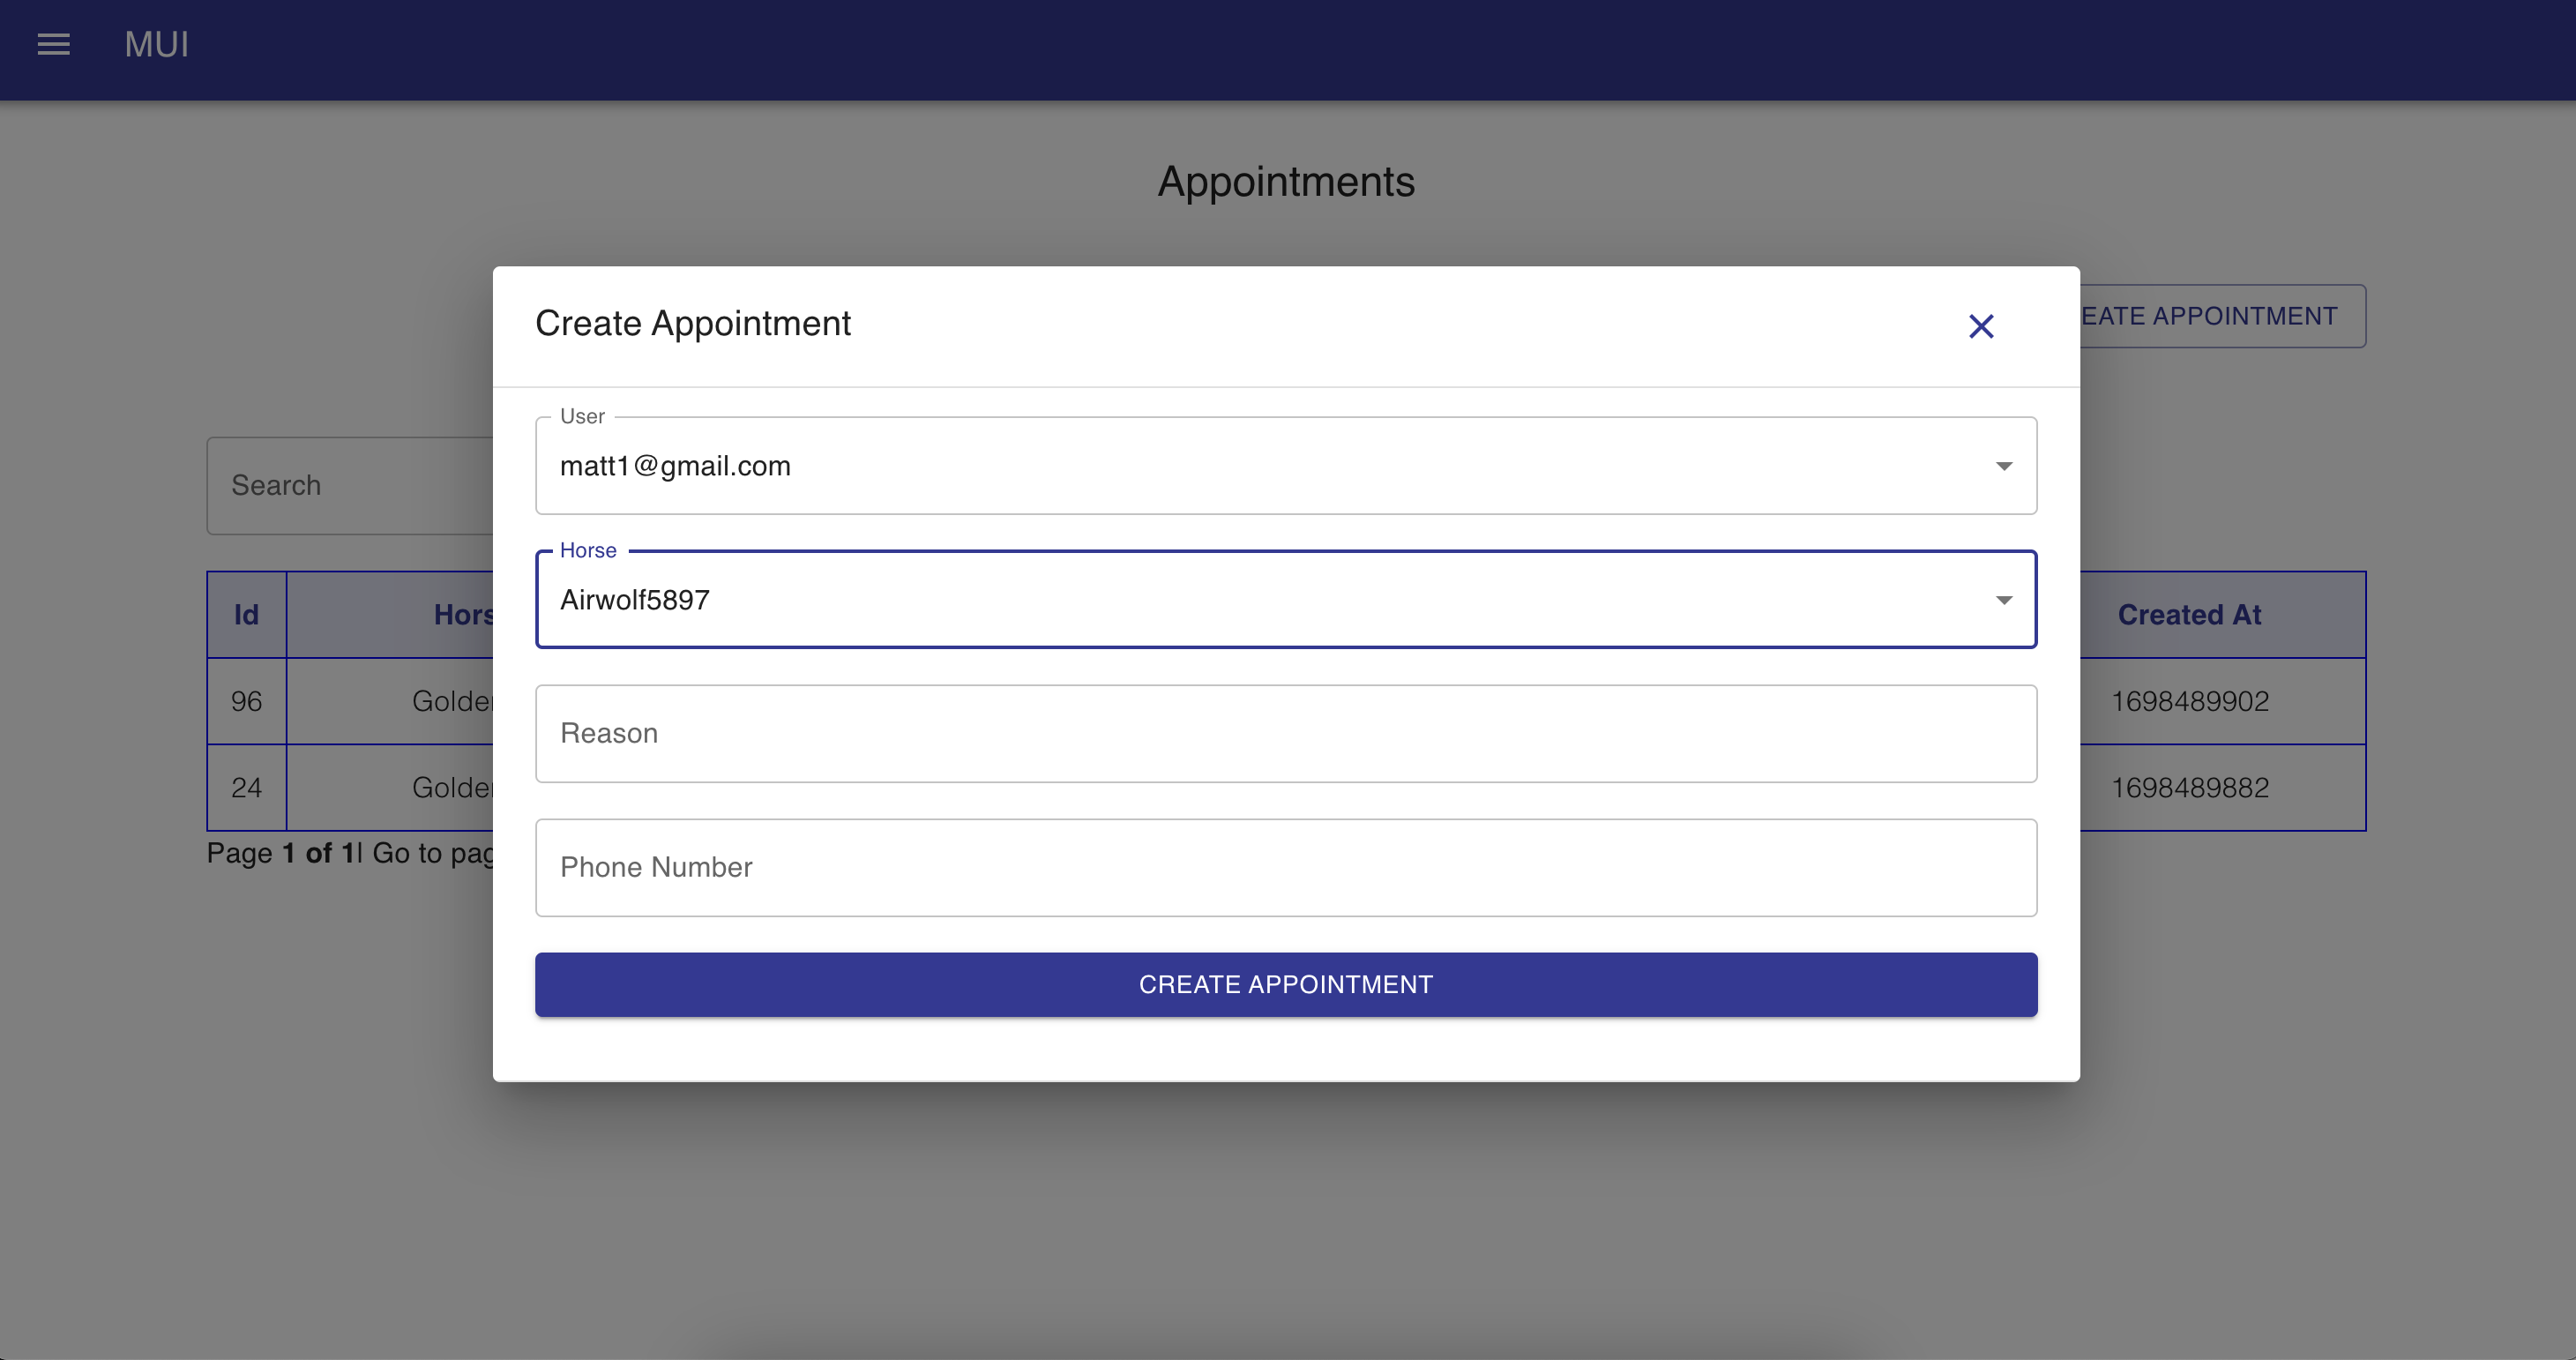 MUI
Appointments
Create Appointment
EATE APPOINTMENT
User
matt1@gmail.com
Search
Horse
Airwolf5897
Id Hors Created At
Reason
96 Golde 1698489902
24 Golde 1698489882
Page 1 of 1| Go to pag
Phone Number
CREATE APPOINTMENT